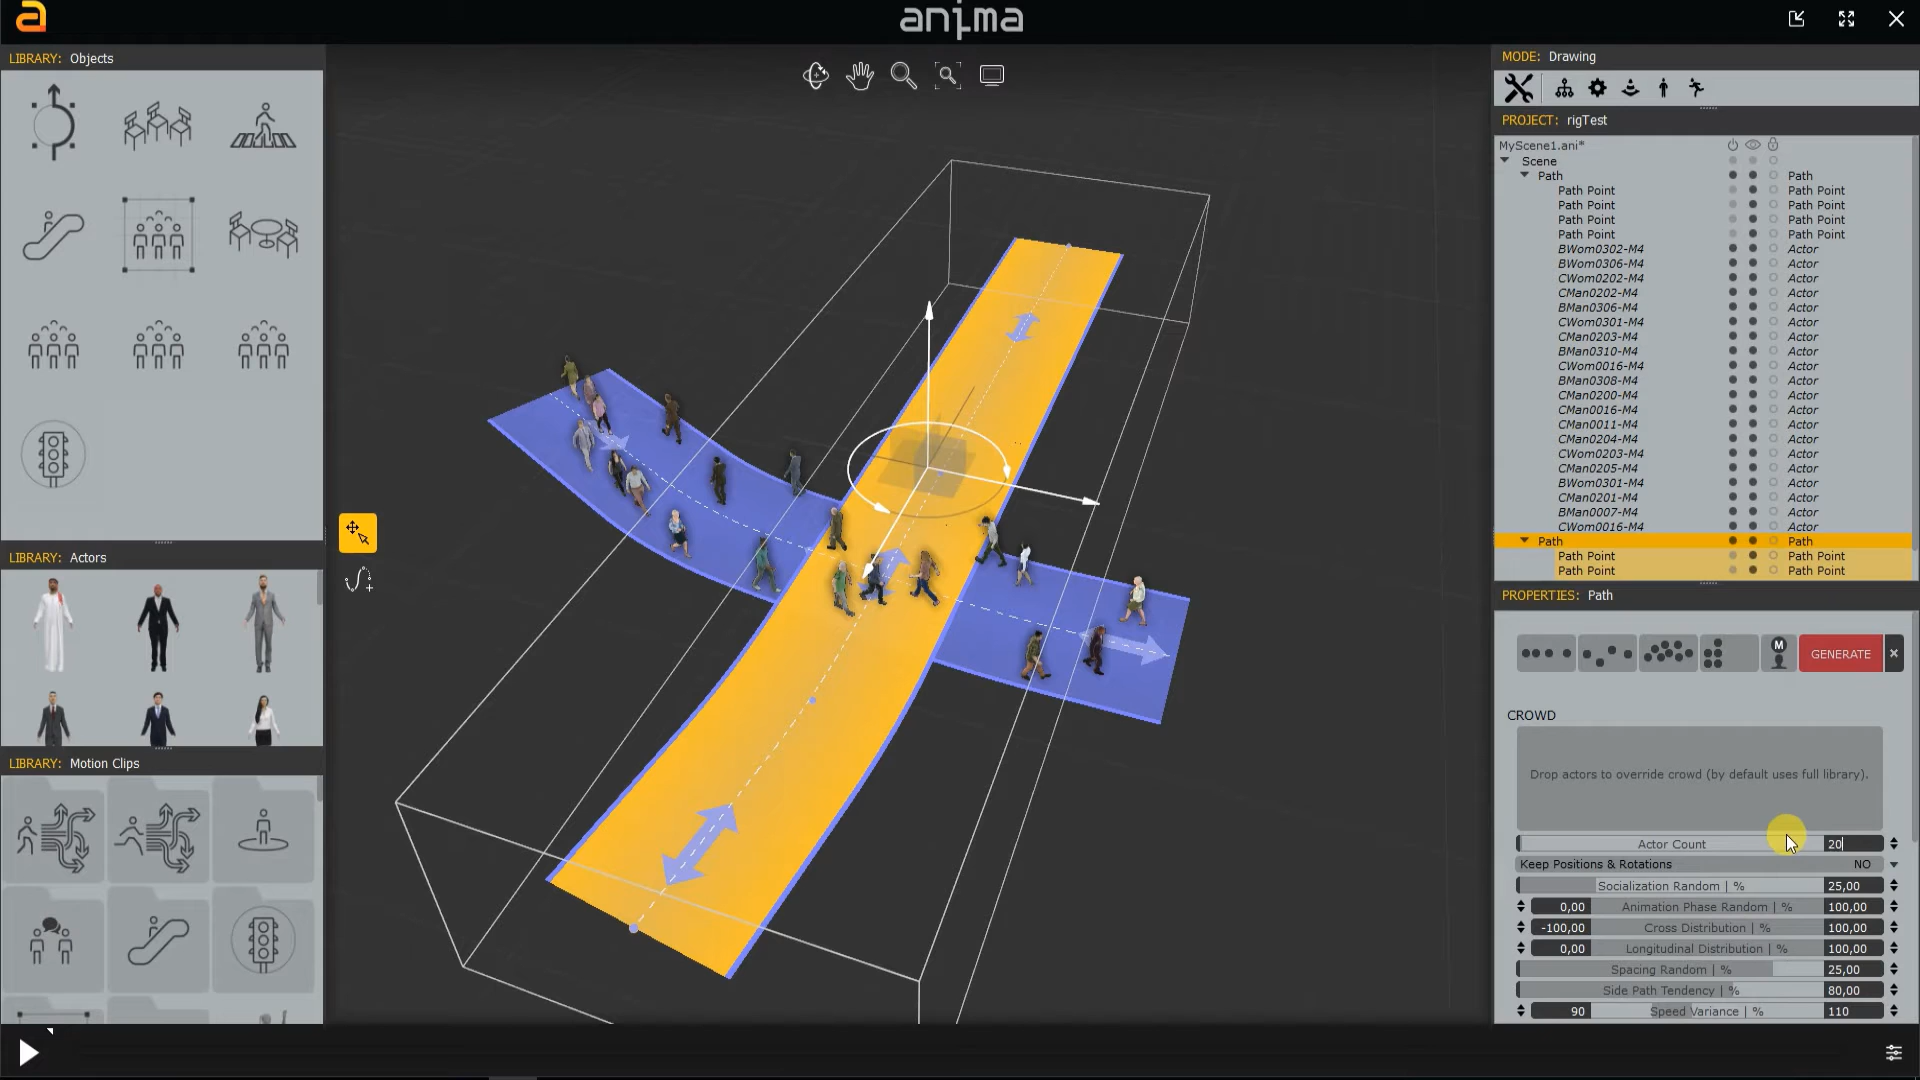 anima
LIBRARY: Objects
LIBRARY: Actors
LIBRARY: Motion Clips
MODE: Drawing
PROJECT: rigTest
MyScene1.ani*
Scene
Path Path
Path Point Path Point
Path Point Path Point
Path Point Path Point
Path Point Path Point
BWom0302-M4 Actor
BWom0306-M4 Actor
CWom0202-M4 Actor
CMan0202-M4 Actor
BMan0306-M4 Actor
CWom0301-M4 Actor
CMan0203-M4 Actor
BMan0310-M4 Actor
CWom0016-M4 Actor
BMan0308-M4 Actor
CMan0200-M4 Actor
CMan0016-M4 Actor
CMan0011-M4 Actor
CMan0204-M4 Actor
CWom0203-M4 Actor
CMan0205-M4 Actor
BWom0301-M4 Actor
CMan0201-M4 Actor
BMan0007-M4 Actor
CWom0016-M4 Actor
Path Path
Path Point Path Point
Path Point Path Point
PROPERTIES: Path
M
GENERATE
CROWD
Drop actors to override crowd (by default uses full library).
Actor Count 20
Keep Positions & Rotations NO
Socialization Random | % 25,00
0,00 Animation Phase Random | % 100,00
-100,00 Cross Distribution | % 100,00
0,00 Longitudinal Distribution | % 100,00
Spacing Random | % 25,00
Side Path Tendency | % 80,00
90 Speed Variance | % 110